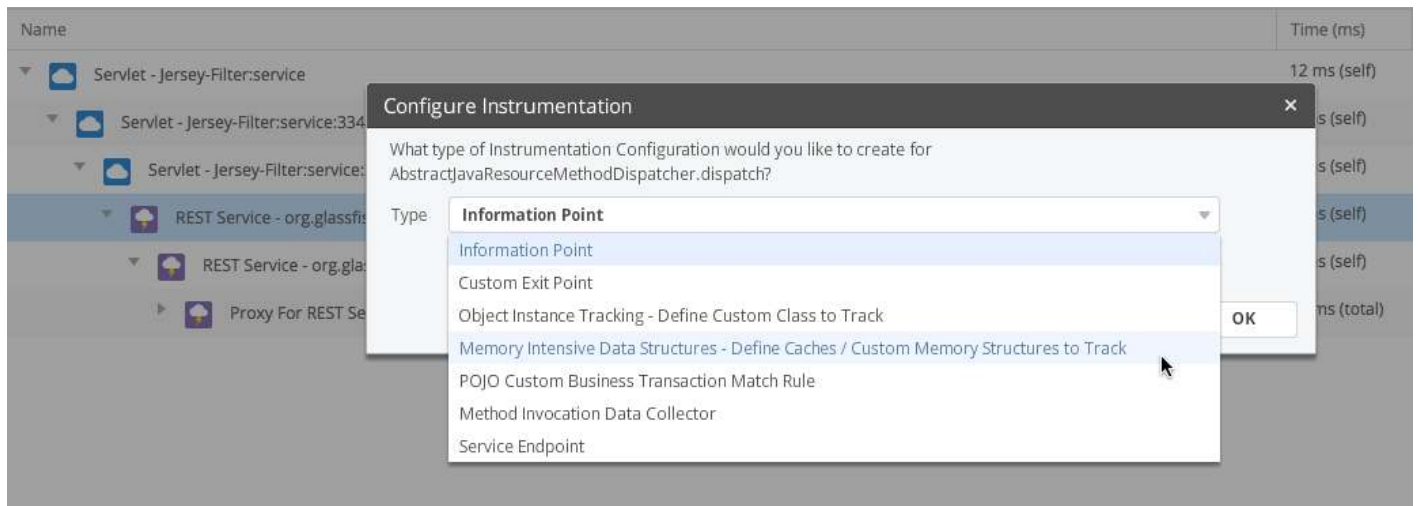 Name
Time (ms)
Servlet - Jersey-Filter:service
12 ms (self)
Configure Instrumentation
×
Servlet - Jersey-Filter:service:334
s (self)
What type of Instrumentation Configuration would you like to create for
AbstractJavaResourceMethodDispatcher.dispatch?
Servlet - Jersey-Filter:service:
s (self)
REST Service - org.glassfis
Type
Information Point
s (self)
Information Point
REST Service - org.gla
s (self)
Custom Exit Point
Proxy For REST Se
Object Instance Tracking - Define Custom Class to Track
OK
ms (total)
Memory Intensive Data Structures - Define Caches / Custom Memory Structures to Track
POJO Custom Business Transaction Match Rule
Method Invocation Data Collector
Service Endpoint